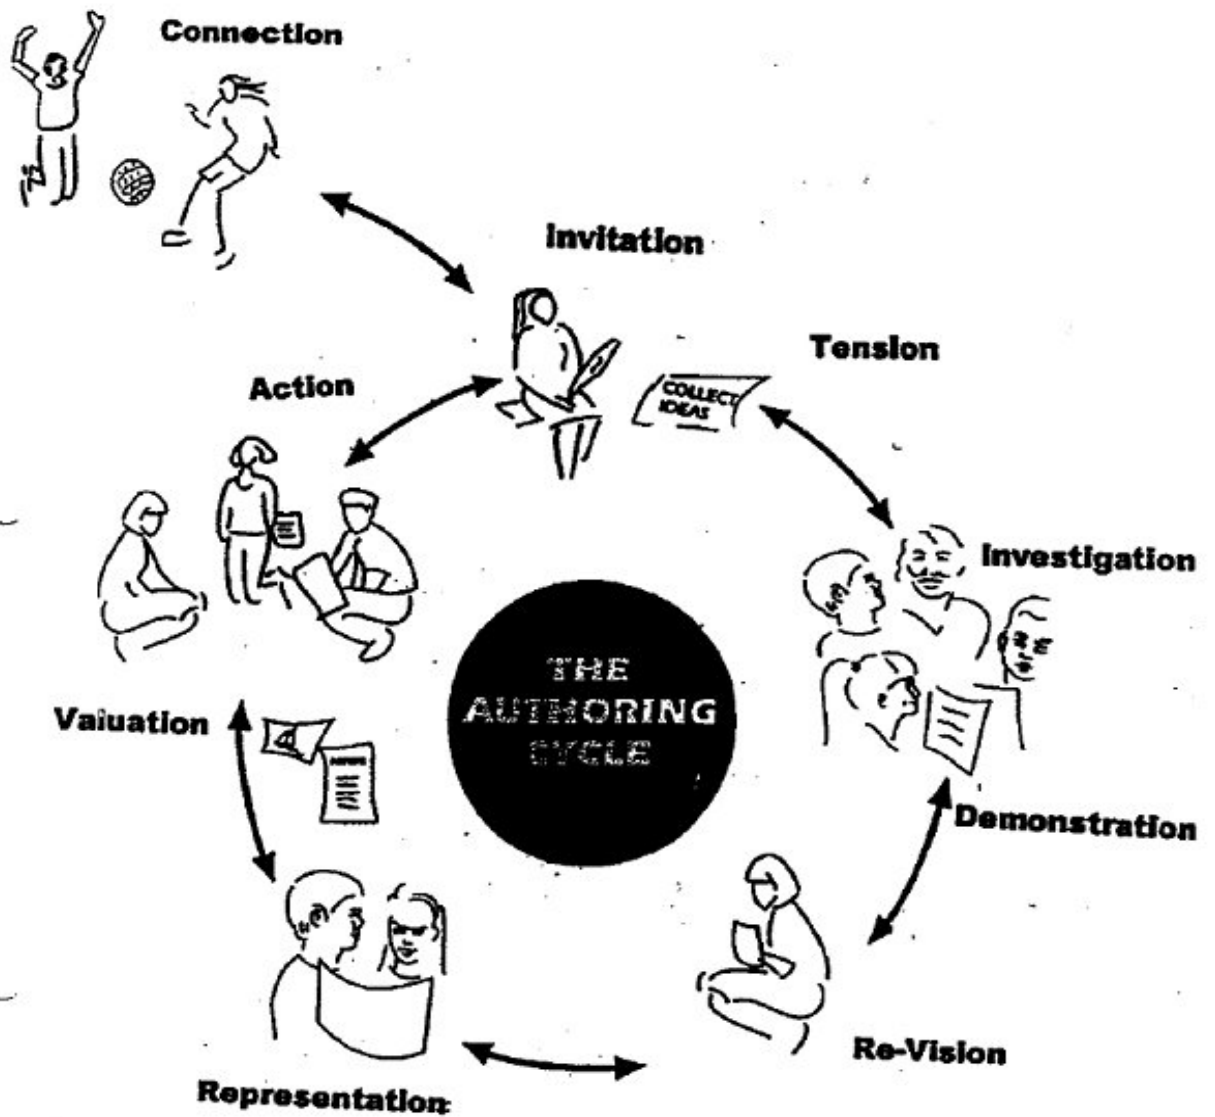 Connection
Invitation
Tension
COLLECT
IDEAS
Investigation
Demonstration
Re-Vision
Representation
Valuation
Action
THE
AUTHORING
CYCLE